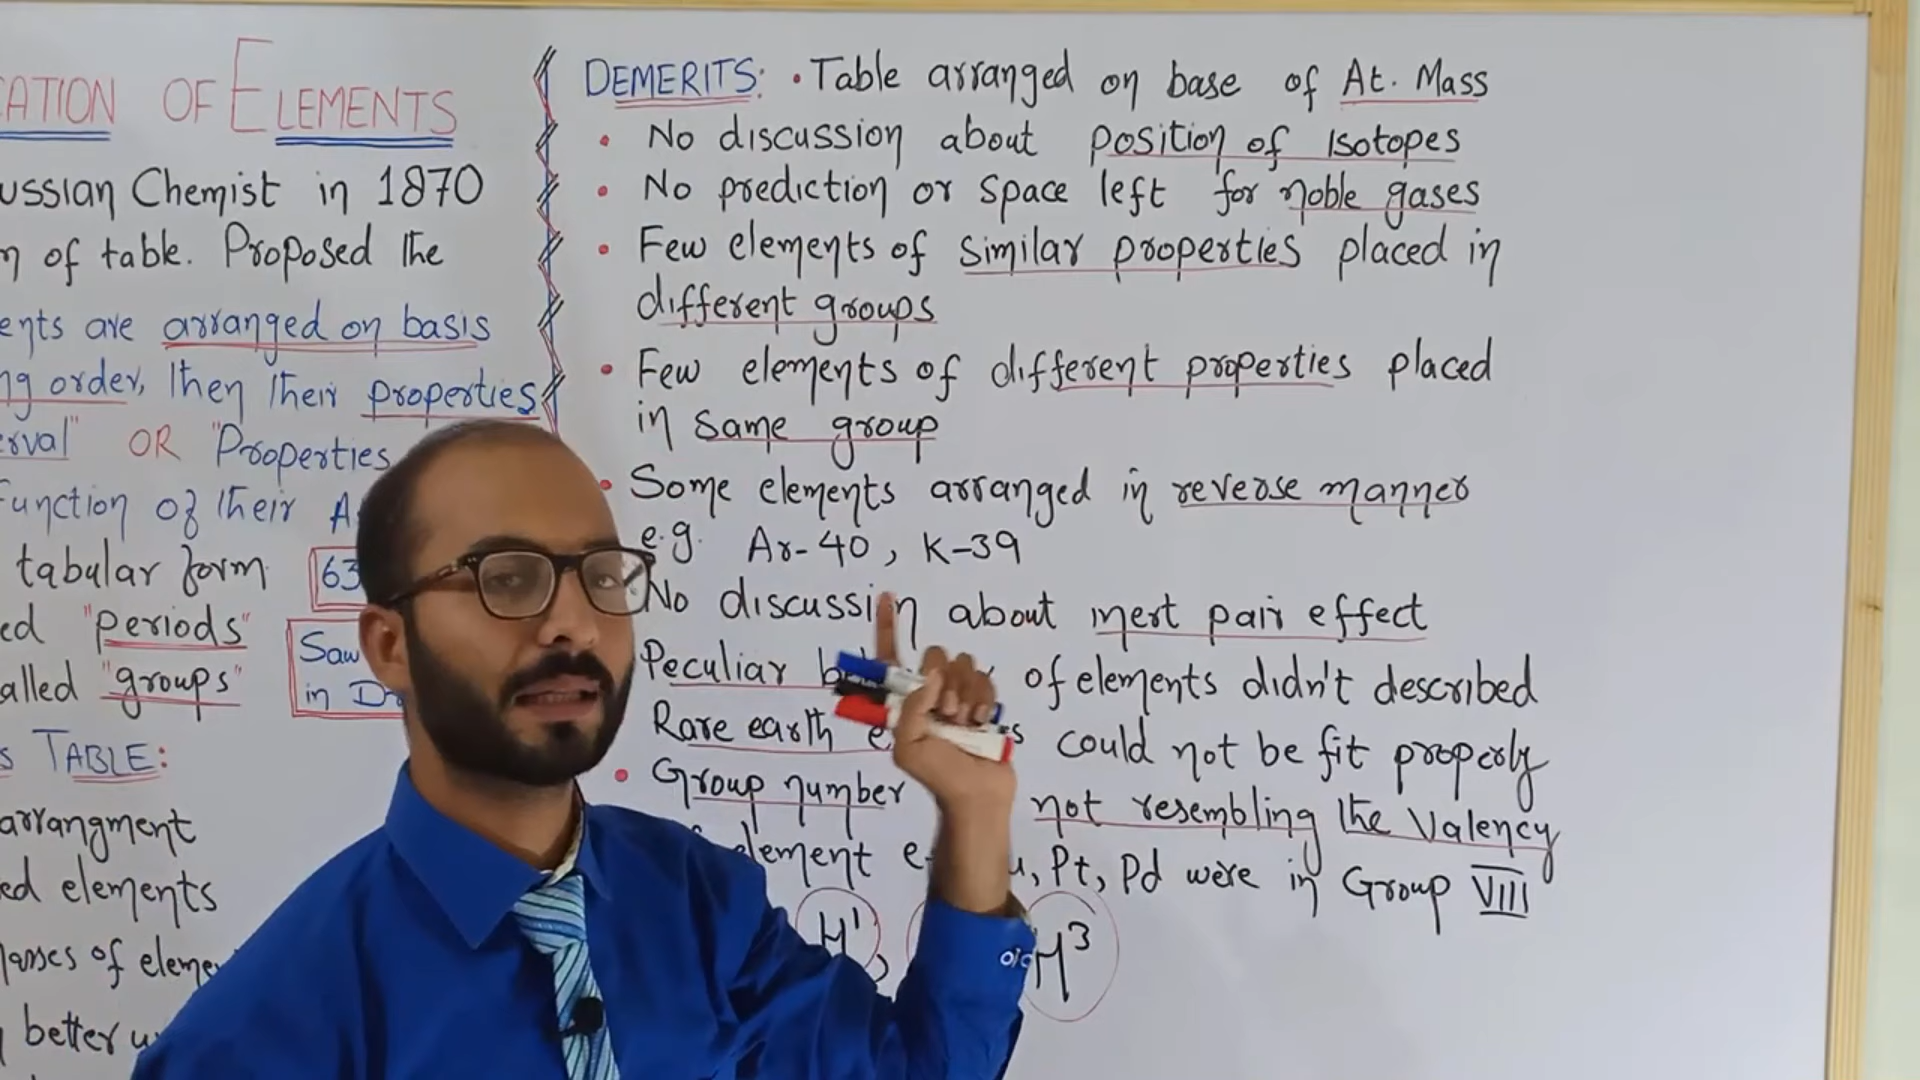 CATION OF ELEMENTS
ussian Chemist in 1870
n of table. Proposed the
ents are arranged on basis
ng order, then their properties
erval" OR "Properties
Function of their A
tabular form 63
ed "periods"
Saw
in D
alled "groups"
s TABLE:
arrangment
ed elements
Masses of eleme
better u
DEMERITS: • Table arranged on base of At. Mass
• No discussion about position of isotopes
• No prediction or space left for noble gases
• Few elements of similar properties placed in
different groups
• Few elements of different properties placed
in same group
• Some elements arranged in reverse manner
e.g. Ar-40, K-39
No discussion about inert pair effect
Peculiar of elements didn't described
Rare earth could not be fit properly
• Group number not resembling the Valency
element Pt, Pd were in Group VIII
H¹, H³